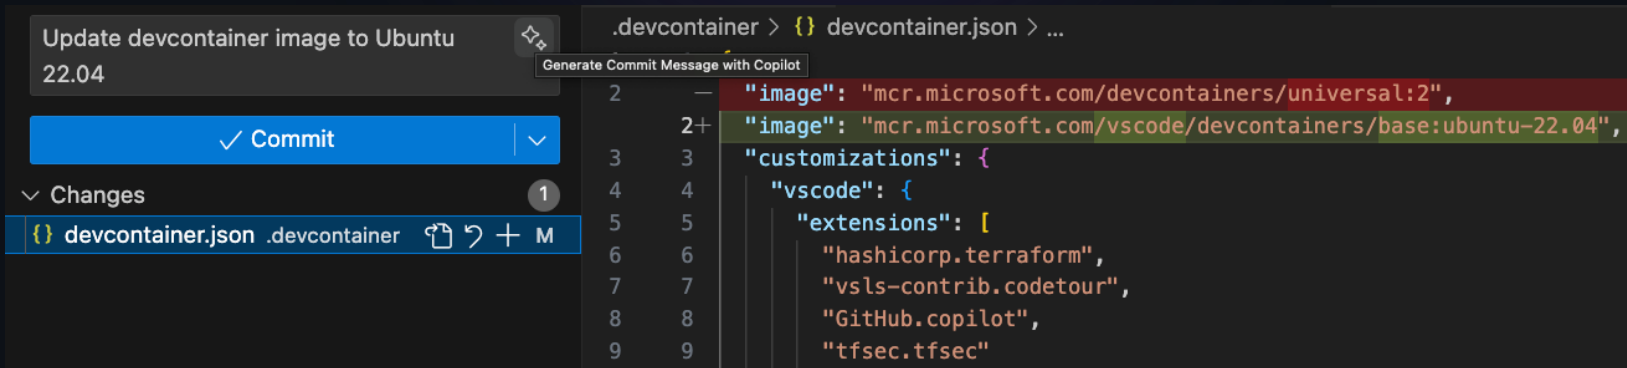 Update devcontainer image to Ubuntu
22.04
Generate Commit Message with Copilot
Commit
Changes
1
{} devcontainer.json .devcontainer M
.devcontainer > {} devcontainer.json > ...
2 — "image": "mcr.microsoft.com/devcontainers/universal:2",
2+ "image": "mcr.microsoft.com/vscode/devcontainers/base:ubuntu-22.04",
3 3 "customizations": {
4 4 "vscode": {
5 5 "extensions": [
6 6 "hashicorp.terraform",
7 7 "vsls-contrib.codetour",
8 8 "GitHub.copilot",
9 9 "tfsec.tfsec"